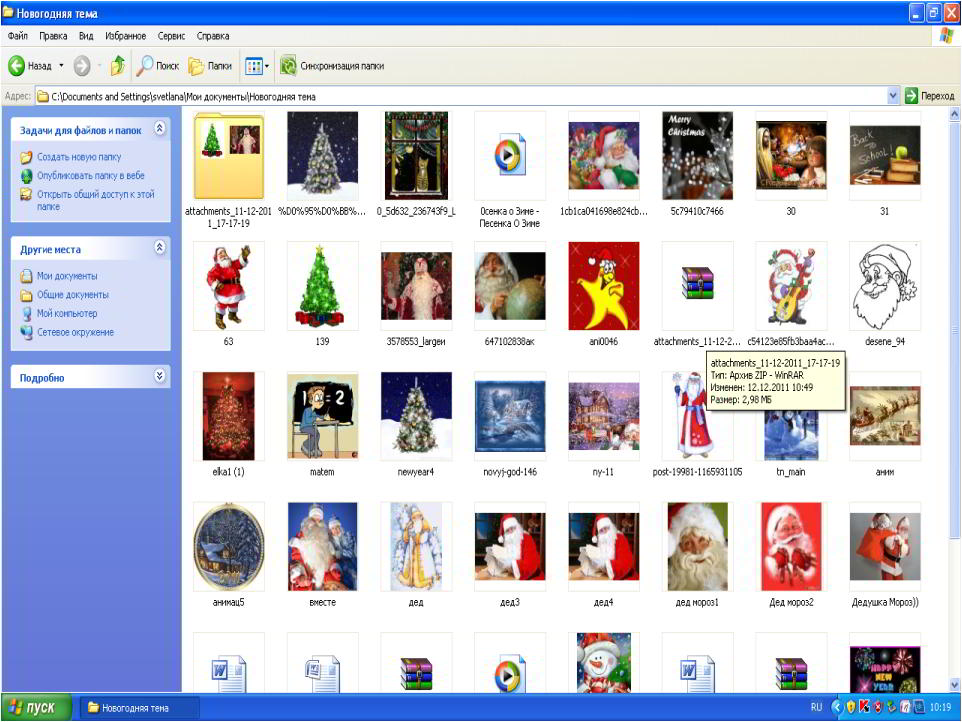 Новогодняя тема
Файл Правка Вид Избранное Сервис Справка
Назад Поиск Папки Синхронизация папки
Адрес: C:\Documents and Settings\svetlana\Мои документы\Новогодняя тема Переход
Задачи для файлов и папок
Создать новую папку
Опубликовать папку в вебе
Открыть общий доступ к этой
папке
Другие места
Мои документы
Общие документы
Мой компьютер
Сетевое окружение
Подробно
Merry
Christmas
Back
to
School!
attachments_11-12-201
1_17-17-19
%D0%95%D0%BB%...
0_5d632_236743f9_L
Осенка о Зиме -
Песенка О Зиме
1cb1ca041698e824cb...
5c79410c7466
30
31
63
139
3578553_largeи
647102838ак
ani0046
attachments_11-12-2...
c54123e85fb3baa4ac...
desene_94
attachments_11-12-2011_17-17-19
Тип: Архив ZIP - WinRAR
Изменен: 12.12.2011 10:49
Размер: 2,98 МБ
1 = 2
elka1 (1)
matem
newyear4
novyj-god-146
ny-11
post-19981-1165931105
tn_main
аним
анимац5
вместе
дед
дед3
дед4
дед мороз1
Дед мороз2
Дедушка Мороз))
HAPPY
NEW
YEAR
пуск
Новогодняя тема
RU
10:19